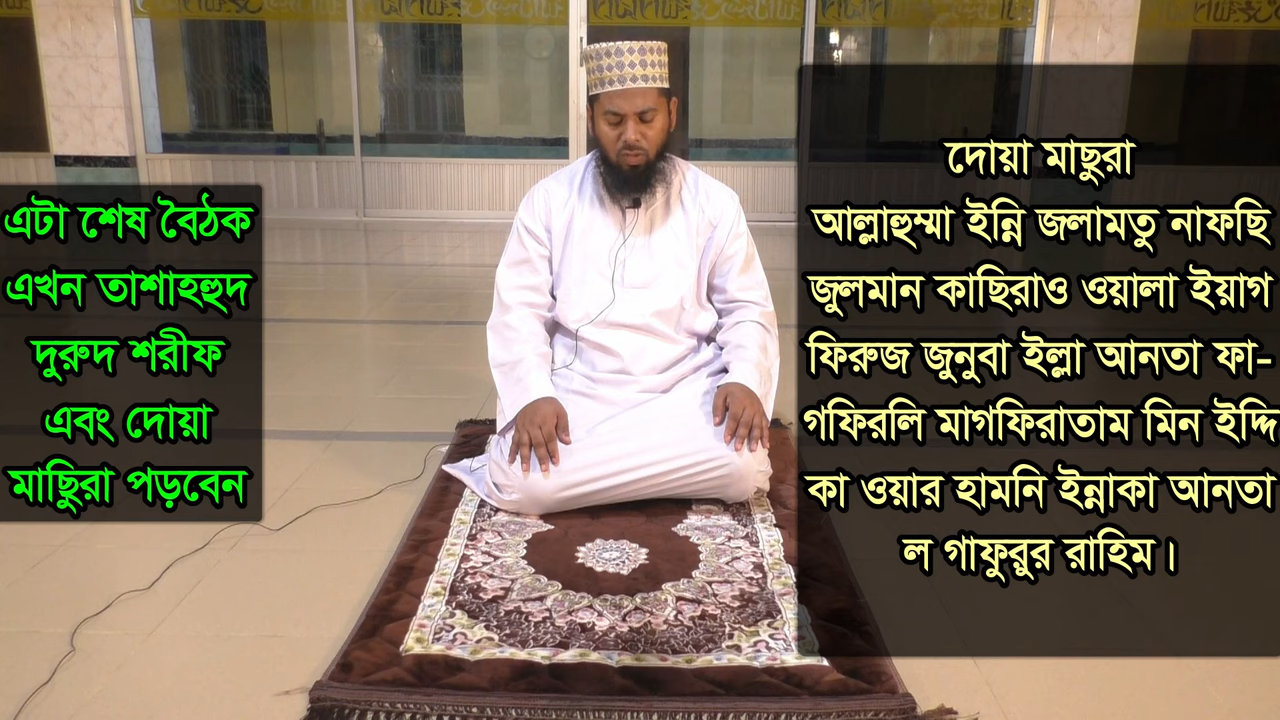 এটা শেষ বৈঠক
এখন তাশাহহুদ
দুরুদ শরীফ
এবং দোয়া
মাছিুরা পড়বেন
দোয়া মাছুরা
আল্লাহুম্মা ইন্নি জলামতু নাফছি
জুলমান কাছিরাও ওয়ালা ইয়াগ
ফিরুজ জুনুবা ইল্লা আনতা ফা-
গফিরলি মাগফিরাতাম মিন ইদ্দি
কা ওয়ার হামনি ইন্নাকা আনতা
ল গাফুরুর রাহিম।